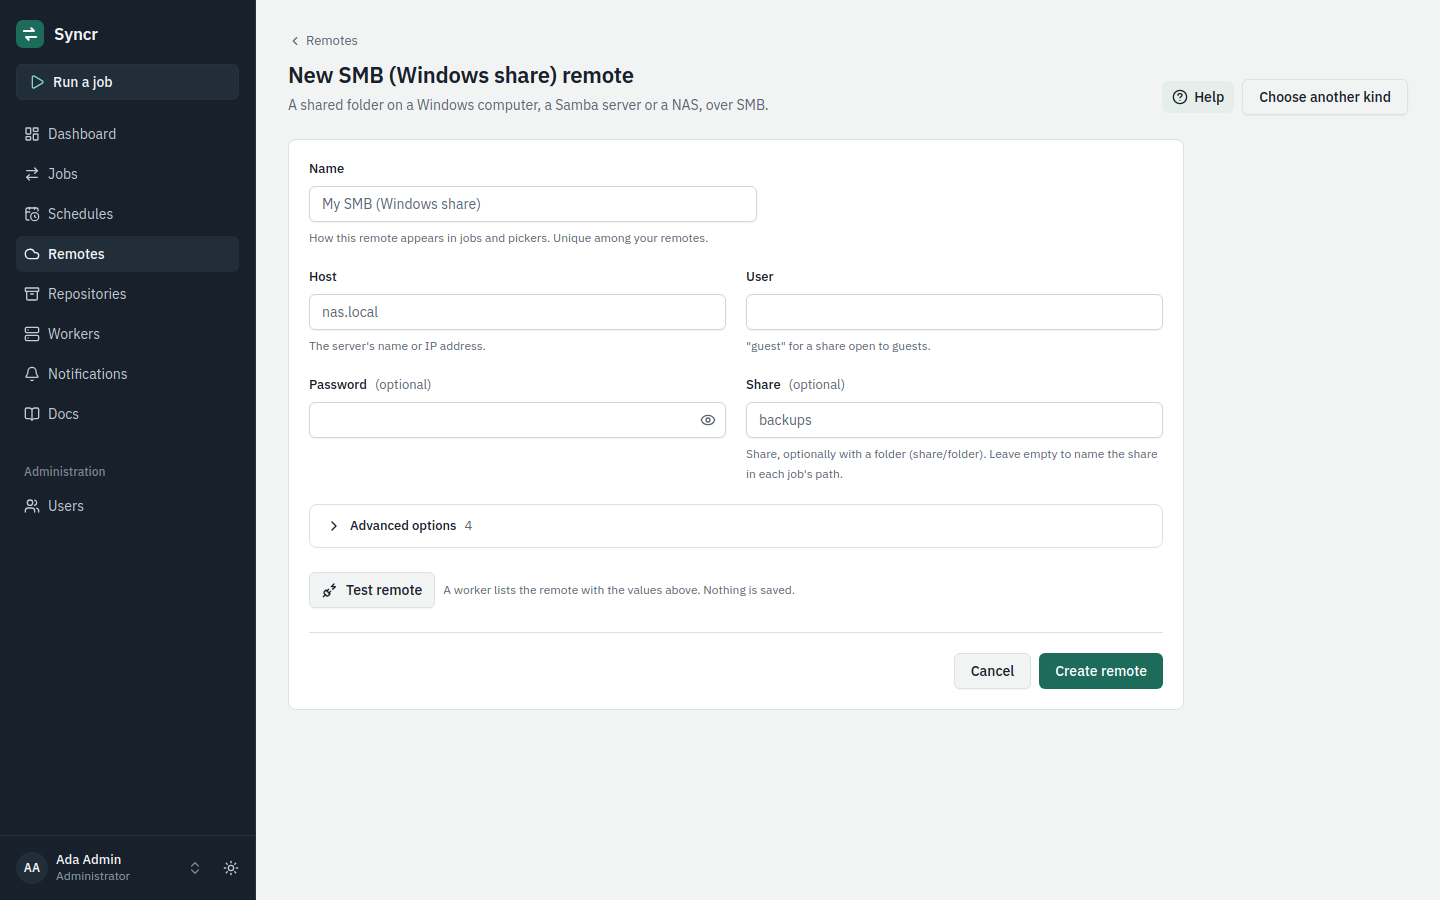 Syncr
Run a job
Dashboard
Jobs
Schedules
Remotes
Repositories
Workers
Notifications
Docs
Administration
Users
AA
Ada Admin
Administrator
Remotes
New SMB (Windows share) remote
A shared folder on a Windows computer, a Samba server or a NAS, over SMB.
Help
Choose another kind
Name
My SMB (Windows share)
How this remote appears in jobs and pickers. Unique among your remotes.
Host
User
nas.local
The server's name or IP address.
"guest" for a share open to guests.
Password (optional)
Share (optional)
backups
Share, optionally with a folder (share/folder). Leave empty to name the share
in each job's path.
Advanced options 4
Test remote
A worker lists the remote with the values above. Nothing is saved.
Cancel
Create remote